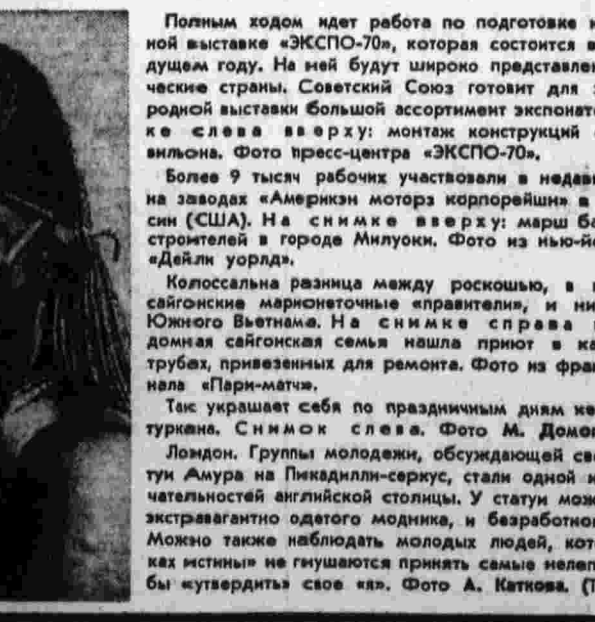 Полным ходом идет работа по подготовке к
ной выставке «ЭКСПО-70», которая состоится в
дущем году. На ней будут широко представле
ческие страны. Советский Союз готовит для
родной выставки большой ассортимент экспонат
ке слева вверху: монтаж конструкций
вильона. Фото пресс-центра «ЭКСПО-70».
Более 9 тысяч рабочих участвовали в недав
на заводах «Америкэн моторз корпорейшн» в
син (США). На снимке вверху: марш ба
строителей в городе Милуоки. Фото из нью-йо
«Дейли уорлд».
Колоссальна разница между роскошью, в
сайгонские марионеточные «правители», и ни
Южного Вьетнама. На снимке справа
домная сайгонская семья нашла приют в ка
трубах, привезенных для ремонта. Фото из фран
нала «Пари-матч».
Так украшает себя по праздничным дням же
туркана. Снимок слева. Фото М. Домо
Лондон. Группы молодежи, обсуждающей сво
туи Амура на Пикадилли-серкус, стали одной
чательностей английской столицы. У статуи мож
экстравагантно одетого модника, и безработно
Можно также наблюдать молодых людей, кот
ках истины» не гнушаются принять самые нелеп
бы «утвердить» свое «я». Фото А. Каткова. (Т